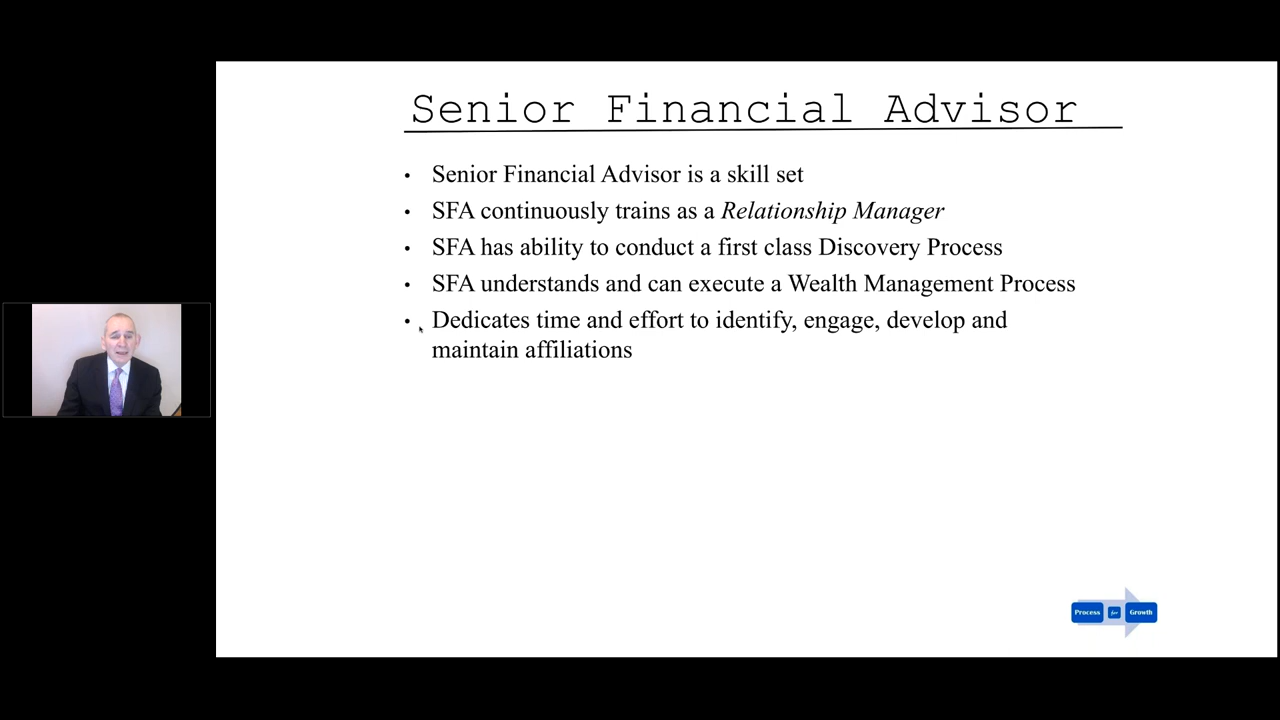 Senior Financial Advisor
• Senior Financial Advisor is a skill set
• SFA continuously trains as a Relationship Manager
• SFA has ability to conduct a first class Discovery Process
• SFA understands and can execute a Wealth Management Process
• Dedicates time and effort to identify, engage, develop and
maintain affiliations
Process for Growth